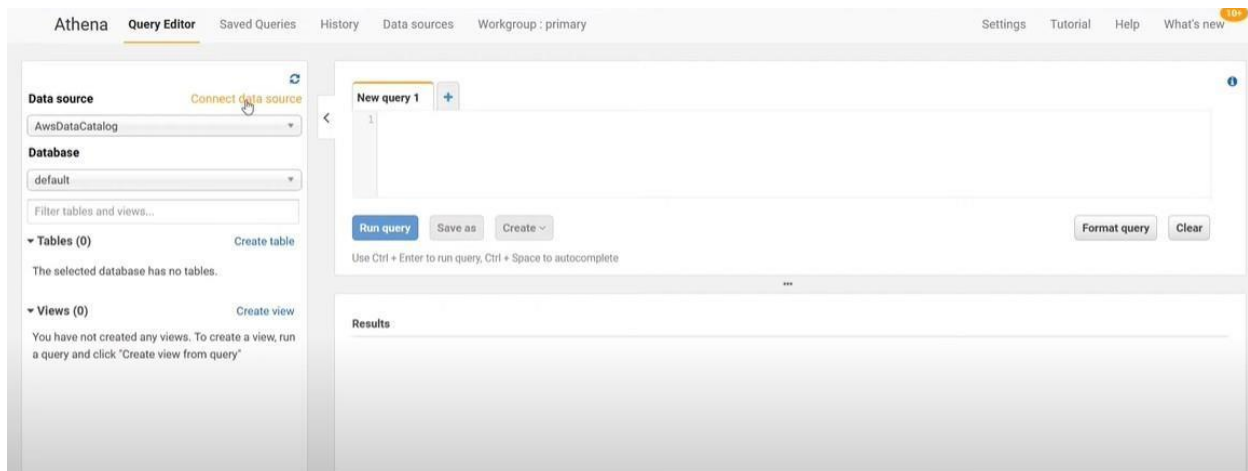 Athena Query Editor Saved Queries History Data sources Workgroup : primary Settings Tutorial Help What's new 10+
Data source Connect data source
AwsDataCatalog
Database
default
Filter tables and views...
Tables (0) Create table
The selected database has no tables.
Views (0) Create view
You have not created any views. To create a view, run
a query and click "Create view from query"
New query 1 +
1
Run query Save as Create Format query Clear
Use Ctrl + Enter to run query, Ctrl + Space to autocomplete
Results